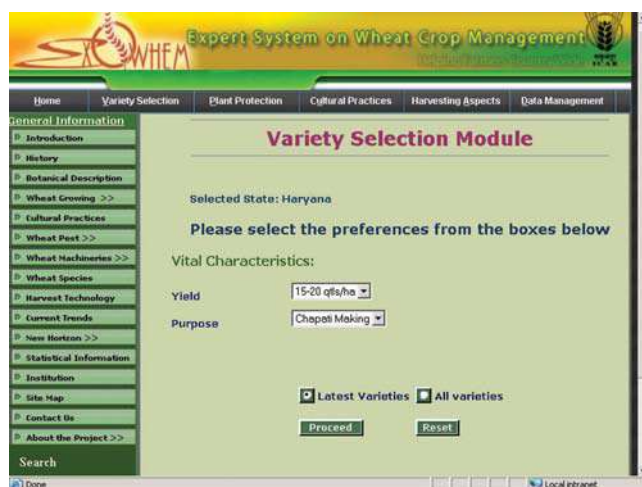 SXOWHEM
Expert System on Wheat Crop Management
ICAR
Home Variety Selection Plant Protection Cultural Practices Harvesting Aspects Data Management
General Information
Introduction
History
Botanical Description
Wheat Growing >>
Cultural Practices
Wheat Pest >>
Wheat Machineries >>
Wheat Species
Harvest Technology
Current Trends
New Horizon >>
Statistical Information
Institution
Site Map
Contact Us
About the Project >>
Search
Variety Selection Module
Selected State: Haryana
Please select the preferences from the boxes below
Vital Characteristics:
Yield 15-20 qtls/ha
Purpose Chapati Making
Latest Varieties All varieties
Proceed Reset
Done Local intranet